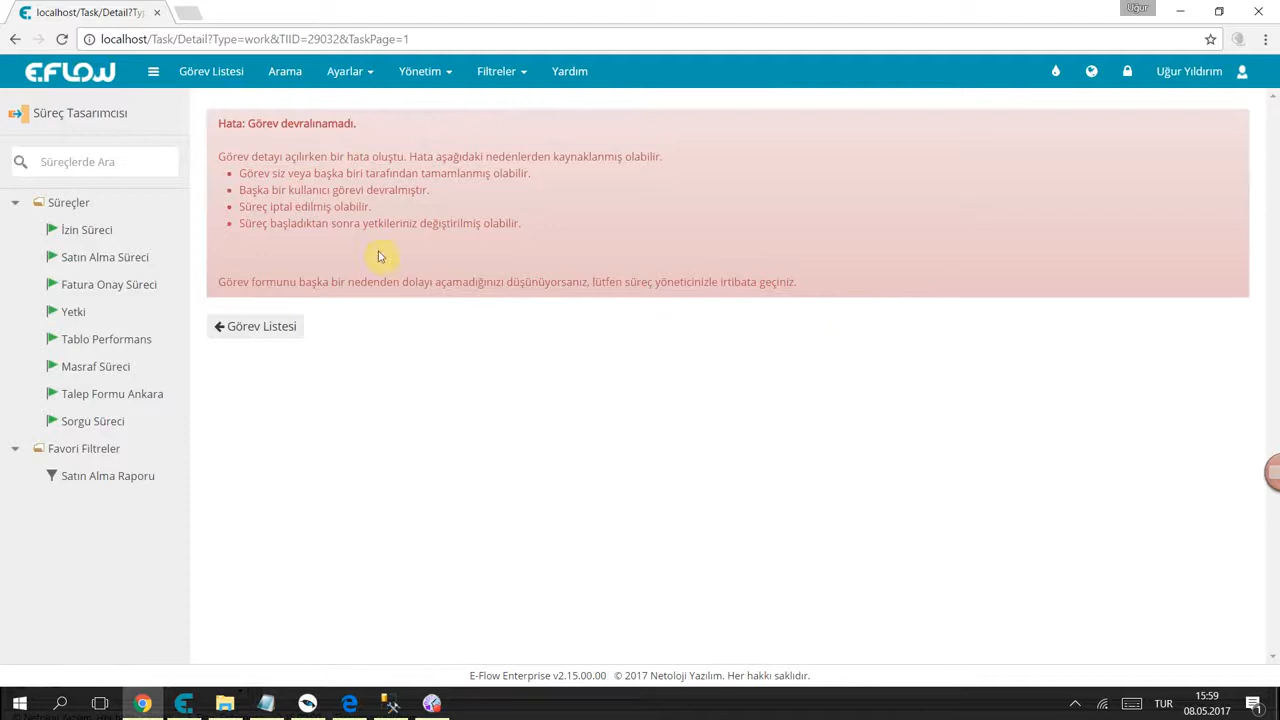 localhost/Task/Detail?Ty
Uğur
localhost/Task/Detail?Type=work&TIID=29032&TaskPage=1
E-FLOW
Görev Listesi
Arama
Ayarlar
Yönetim
Filtreler
Yardım
Uğur Yıldırım
Süreç Tasarımcısı
Süreçlerde Ara
Süreçler
İzin Süreci
Satın Alma Süreci
Fatura Onay Süreci
Yetki
Tablo Performans
Masraf Süreci
Talep Formu Ankara
Sorgu Süreci
Favori Filtreler
Satın Alma Raporu
Hata: Görev devralınamadı.
Görev detayı açılırken bir hata oluştu. Hata aşağıdaki nedenlerden kaynaklanmış olabilir.
Görev siz veya başka biri tarafından tamamlanmış olabilir.
Başka bir kullanıcı görevi devralmıştır.
Süreç iptal edilmiş olabilir.
Süreç başladıktan sonra yetkileriniz değiştirilmiş olabilir.
Görev formunu başka bir nedenden dolayı açamadığınızı düşünüyorsanız, lütfen süreç yöneticinizle irtibata geçiniz.
Görev Listesi
E-Flow Enterprise v2.15.00.00 © 2017 Netoloji Yazılım. Her hakkı saklıdır.
TUR
15:59
08.05.2017
1